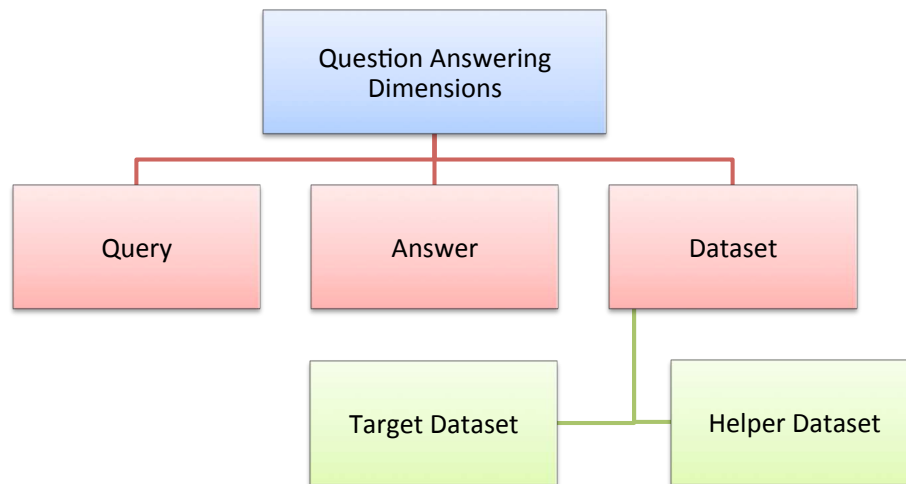 Question Answering
Dimensions
Query
Answer
Dataset
Target Dataset
Helper Dataset